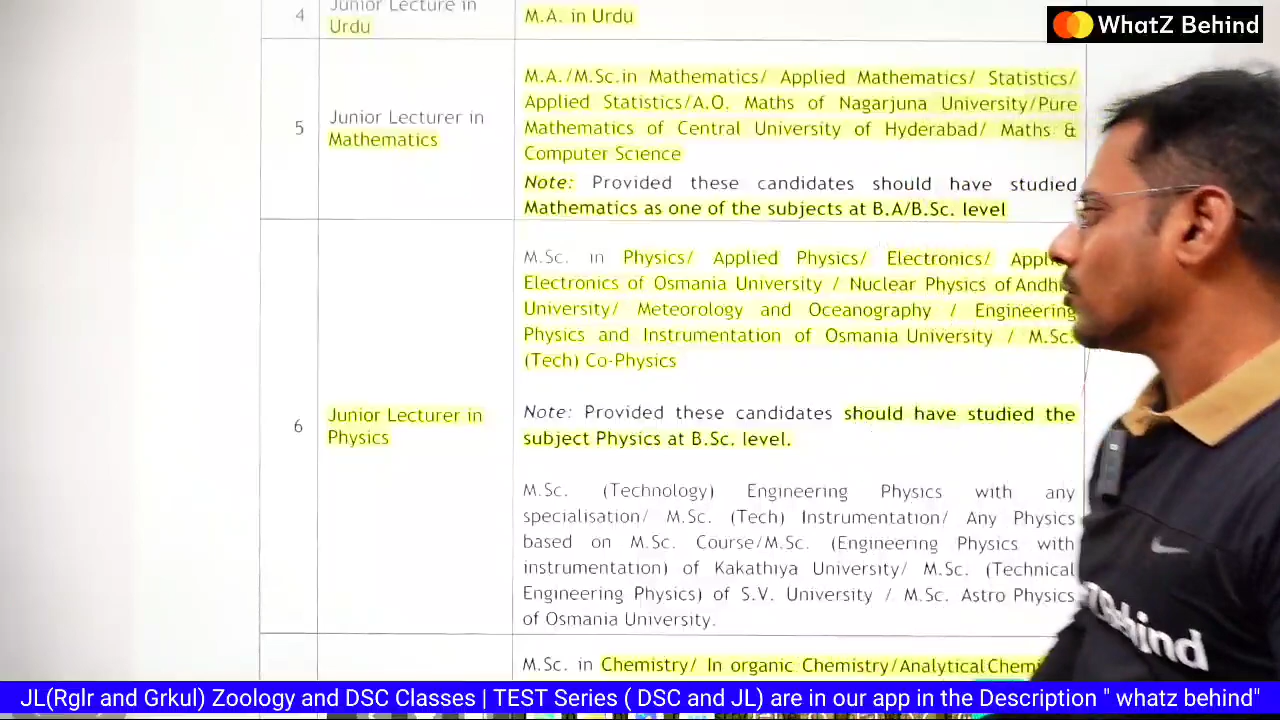 Junior Lecture in
4
Urdu
M.A. in Urdu
WhatZ Behind
5
Junior Lecturer in
Mathematics
M.A./M.Sc.in Mathematics/ Applied Mathematics/ Statistics/
Applied Statistics/A.O. Maths of Nagarjuna University/Pure
Mathematics of Central University of Hyderabad/ Maths &
Computer Science
Note: Provided these candidates should have studied
Mathematics as one of the subjects at B.A/B.Sc. level
6
Junior Lecturer in
Physics
M.Sc. in Physics/ Applied Physics/ Electronics/
Electronics of Osmania University / Nuclear Physics of
University/ Meteorology and Oceanography / Engineering
Physics and Instrumentation of Osmania University / M.Sc.
(Tech) Co-Physics
Note: Provided these candidates should have studied the
subject Physics at B.Sc. level.
M.Sc. (Technology) Engineering Physics with any
specialisation/ M.Sc. (Tech) Instrumentation/ Any Physics
based on M.Sc. Course/M.Sc. (Engineering Physics with
instrumentation) of Kakathiya University/ M.Sc. (Technical
Engineering Physics) of S.V. University / M.Sc. Astro Physics
of Osmania University.
M.Sc. in Chemistry/ In organic Chemistry/Analytical
JL(Rglr and Grkul) Zoology and DSC Classes | TEST Series ( DSC and JL) are in our app in the Description " whatz behind"